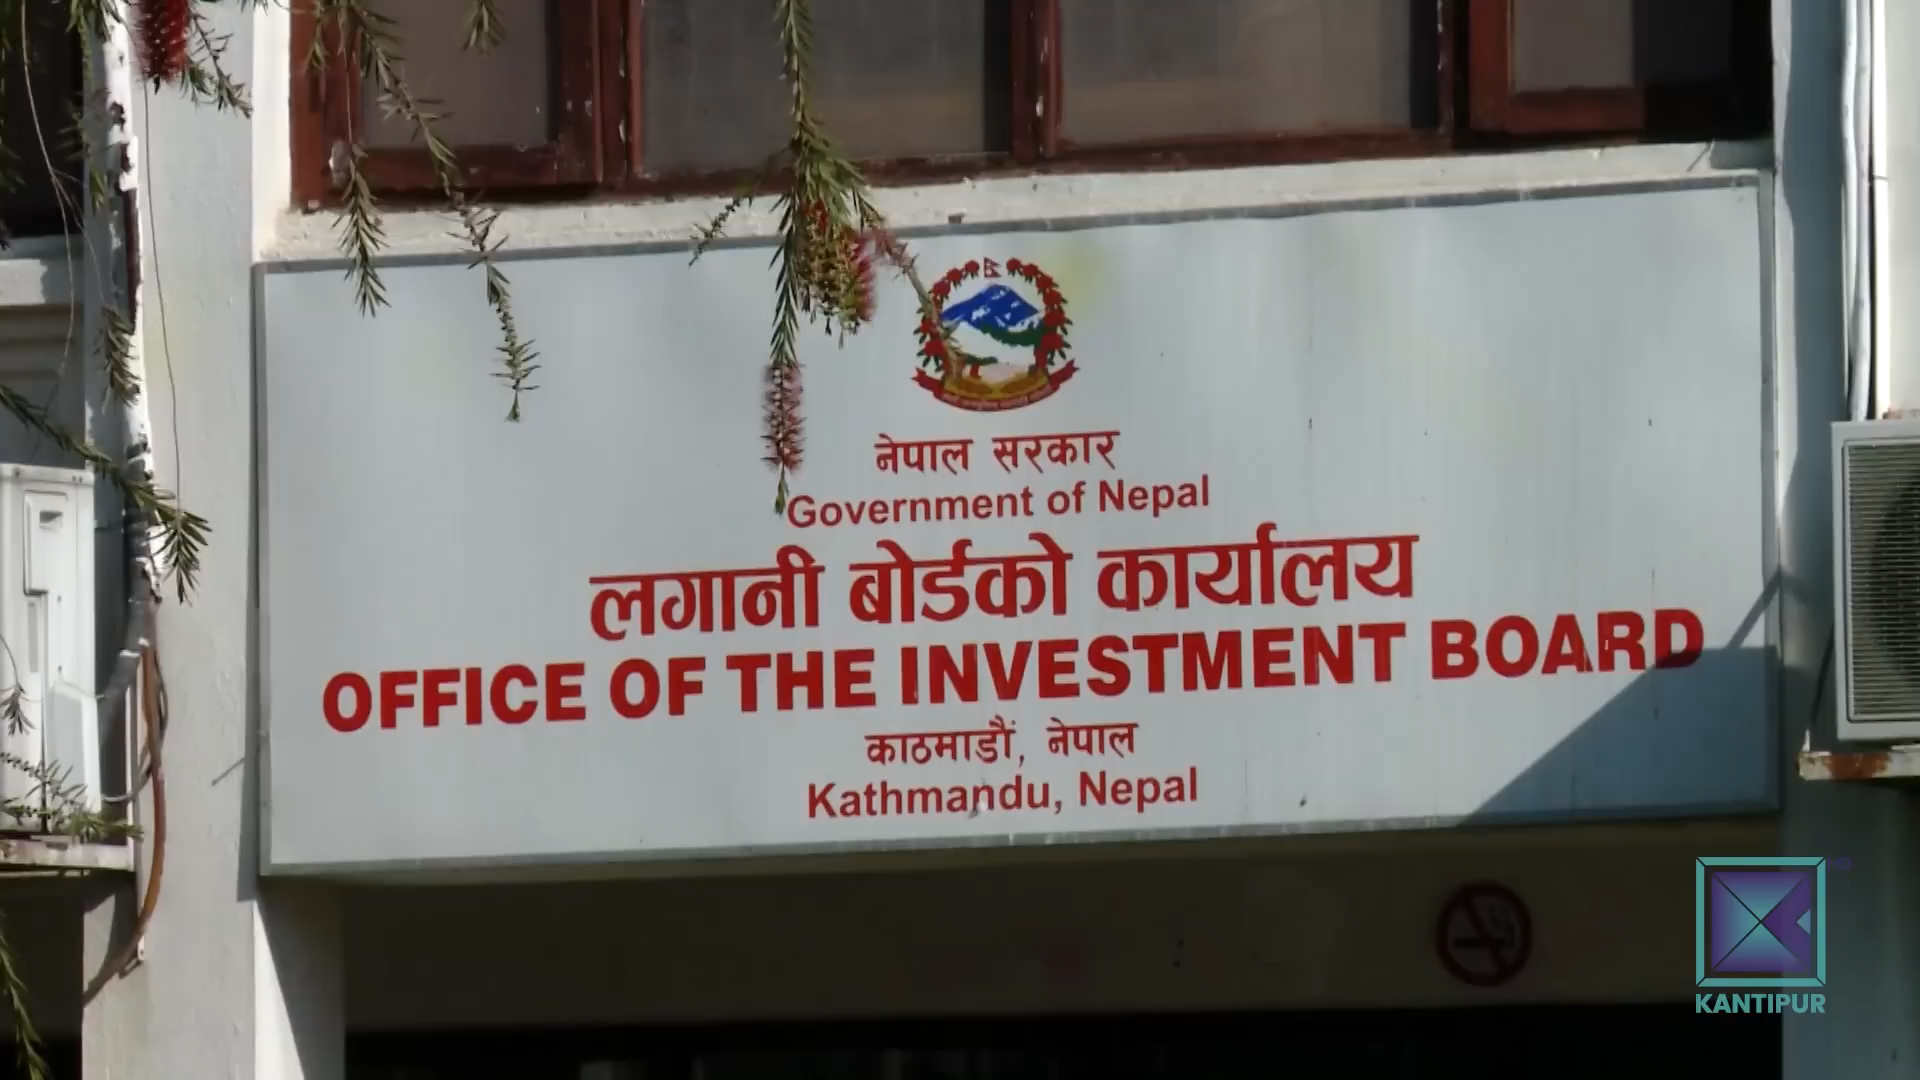 नेपाल सरकार
Government of Nepal
लगानी बोर्डको कार्यालय
OFFICE OF THE INVESTMENT BOARD
काठमाडौं, नेपाल
Kathmandu, Nepal
KANTIPUR